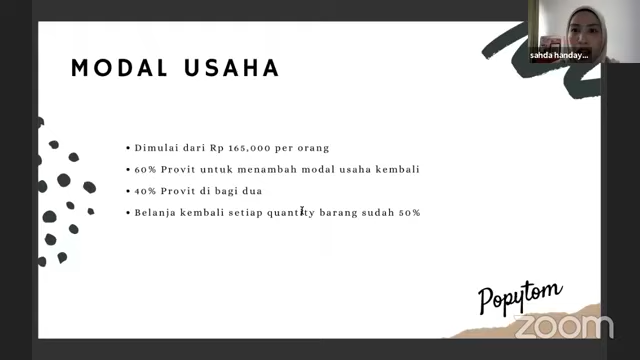 sahda handay...
MODAL USAHA
• Dimulai dari Rp 165,000 per orang
• 60% Provit untuk menambah modal usaha kembali
• 40% Provit di bagi dua
• Belanja kembali setiap quantity barang sudah 50%
Popytom
zoom